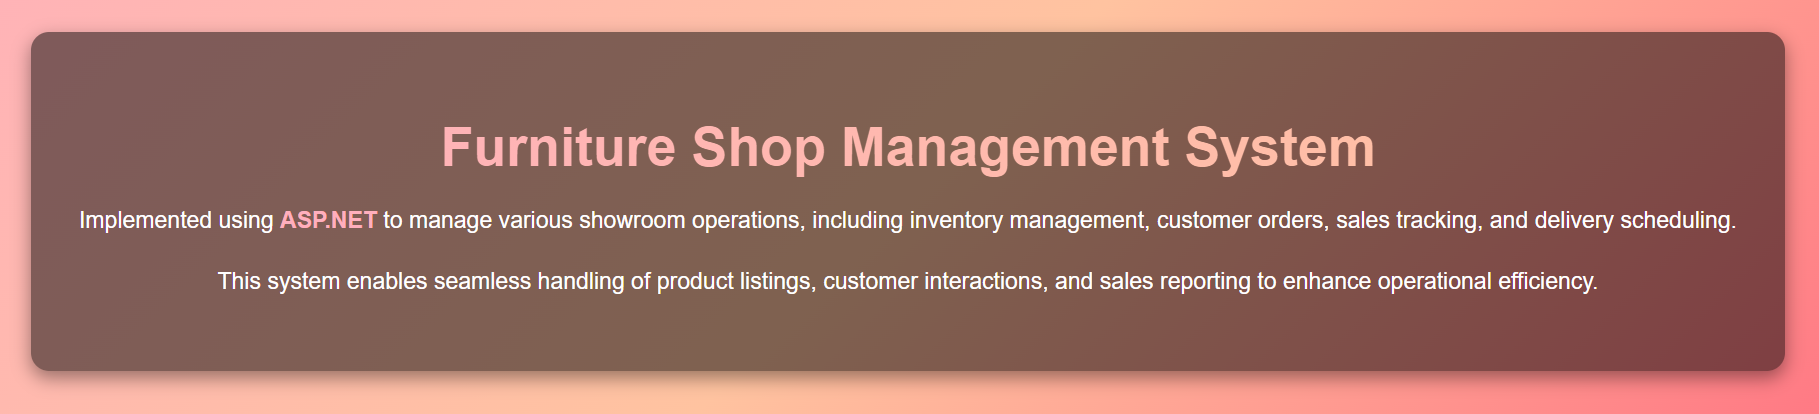 Furniture Shop Management System
Implemented using ASP.NET to manage various showroom operations, including inventory management, customer orders, sales tracking, and delivery scheduling.
This system enables seamless handling of product listings, customer interactions, and sales reporting to enhance operational efficiency.